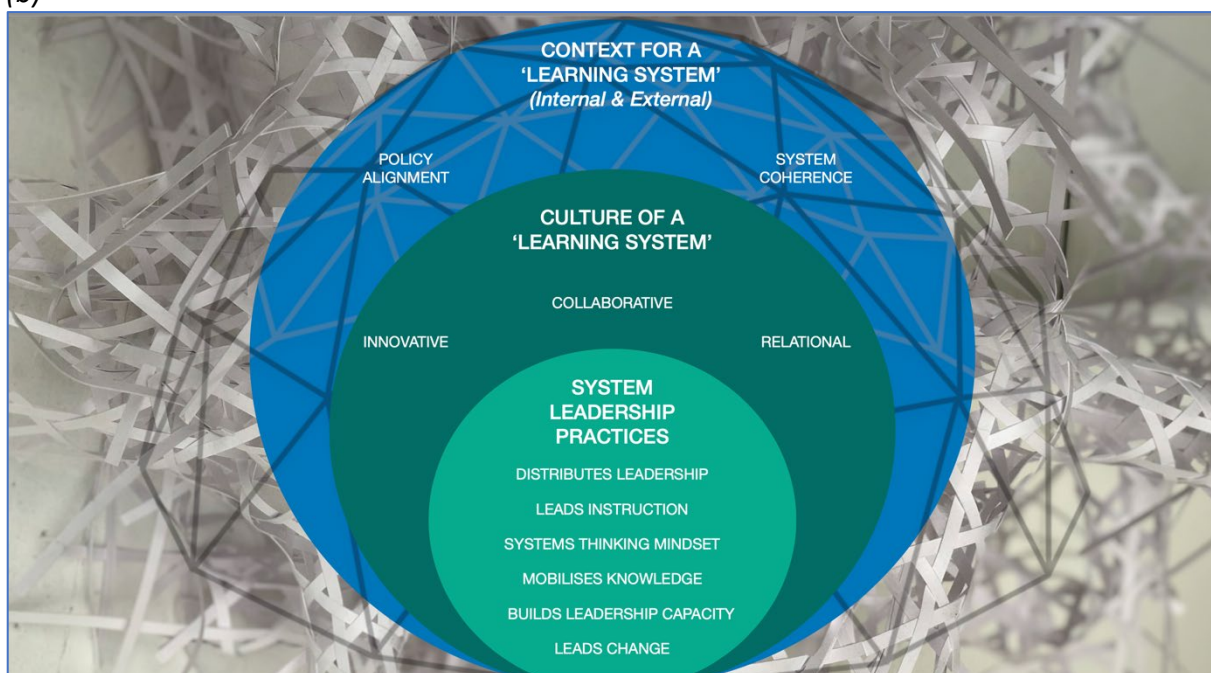 (b)
CONTEXT FOR A
‘LEARNING SYSTEM’
(Internal & External)
POLICY
ALIGNMENT
SYSTEM
COHERENCE
CULTURE OF A
‘LEARNING SYSTEM’
COLLABORATIVE
INNOVATIVE
RELATIONAL
SYSTEM
LEADERSHIP
PRACTICES
DISTRIBUTES LEADERSHIP
LEADS INSTRUCTION
SYSTEMS THINKING MINDSET
MOBILISES KNOWLEDGE
BUILDS LEADERSHIP CAPACITY
LEADS CHANGE